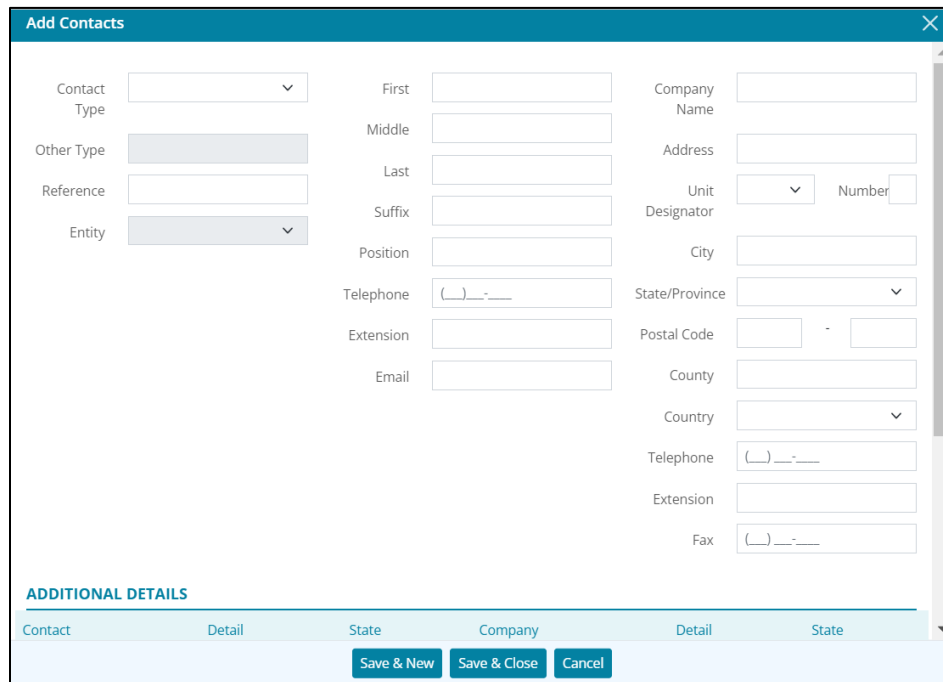 Add Contacts
Contact
Type
Other Type
Reference
Entity
First
Middle
Last
Suffix
Position
Telephone (___)___-____
Extension
Email
Company
Name
Address
Unit
Designator
Number
City
State/Province
Postal Code -
County
Country
Telephone (___) ___-____
Extension
Fax (___) ___-____
ADDITIONAL DETAILS
Contact Detail State Company Detail State
Save & New Save & Close Cancel